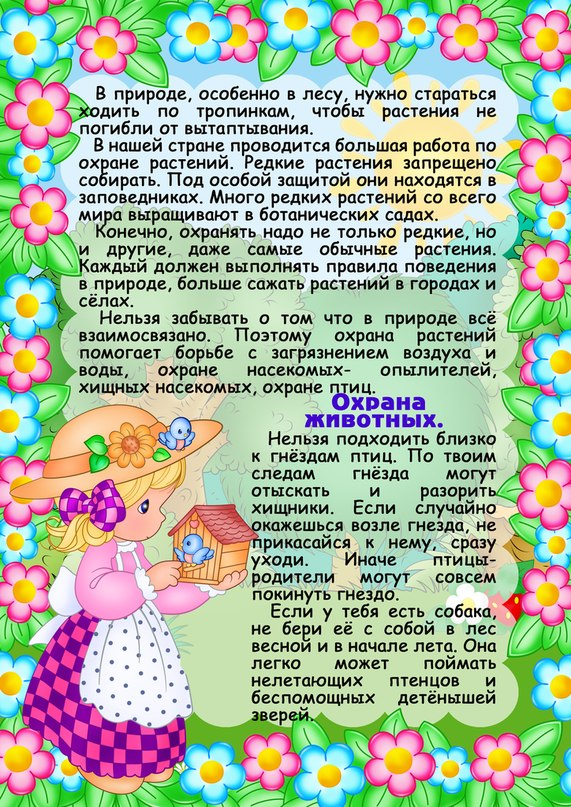 В природе, особенно в лесу, нужно стараться
ходить по тропинкам, чтобы растения не
погибли от вытаптывания.
В нашей стране проводится большая работа по
охране растений. Редкие растения запрещено
собирать. Под особой защитой они находятся в
заповедниках. Много редких растений со всего
мира выращивают в ботанических садах.
Конечно, охранять надо не только редкие, но
и другие, даже самые обычные растения.
Каждый должен выполнять правила поведения
в природе, больше сажать растений в городах и
сёлах.
Нельзя забывать о том что в природе всё
взаимосвязано. Поэтому охрана растений
помогает борьбе с загрязнением воздуха и
воды, охране насекомых- опылителей,
хищных насекомых, охране птиц.
Охрана
животных.
Нельзя подходить близко
к гнёздам птиц. По твоим
следам гнёзда могут
отыскать и разорить
хищники. Если случайно
окажешься возле гнезда, не
прикасайся к нему, сразу
уходи. Иначе птицы-
родители могут совсем
покинуть гнездо.
Если у тебя есть собака,
не бери её с собой в лес
весной и в начале лета. Она
легко может поймать
нелетающих птенцов и
беспомощных детёнышей
зверей.